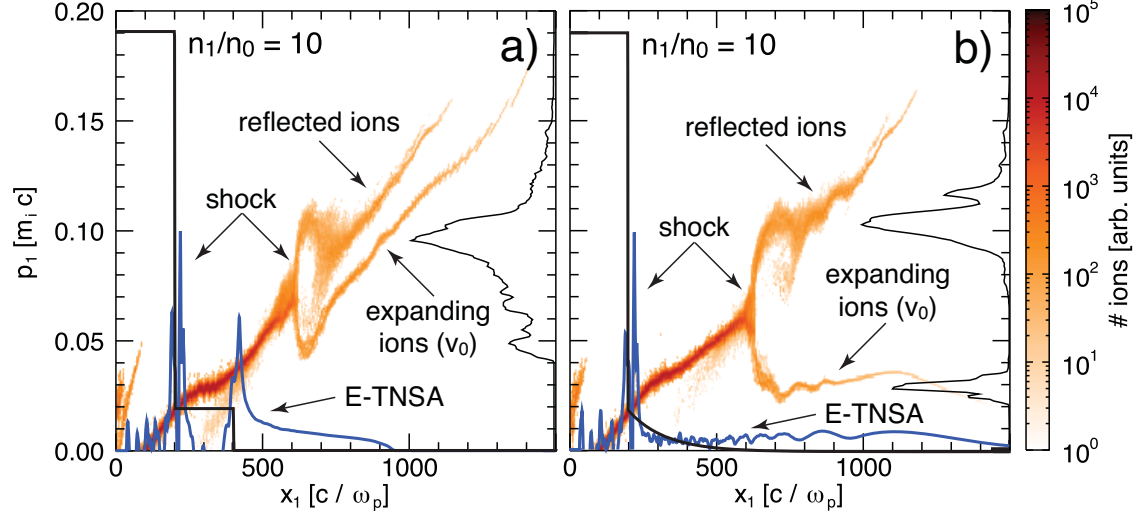 n₁/n₀ = 10
a)
reflected ions
shock
expanding
ions (v₀)
E-TNSA
p₁ [mᵢ c]
0.20
0.15
0.10
0.05
0.00
0
500
1000
x₁ [c / ωₚ]
n₁/n₀ = 10
b)
reflected ions
shock
expanding
ions (v₀)
E-TNSA
0
500
1000
x₁ [c / ωₚ]
10⁵
10⁴
10³
10²
10¹
10⁰
# ions [arb. units]